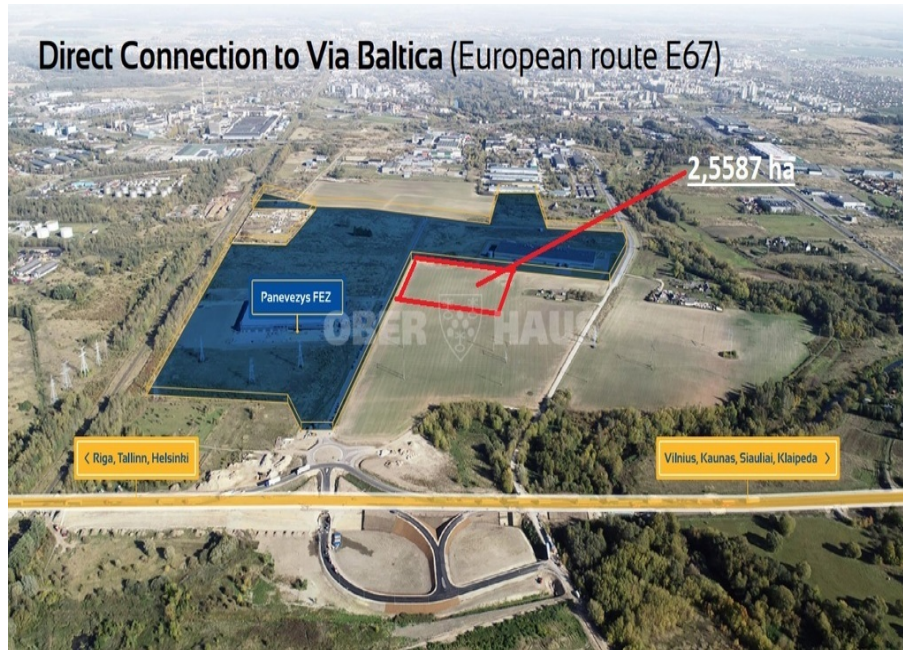 Direct Connection to Via Baltica (European route E67)
2,5587 ha
Panevezys FEZ
OBER HAUS
< Riga, Tallinn, Helsinki
Vilnius, Kaunas, Siauliai, Klaipeda >